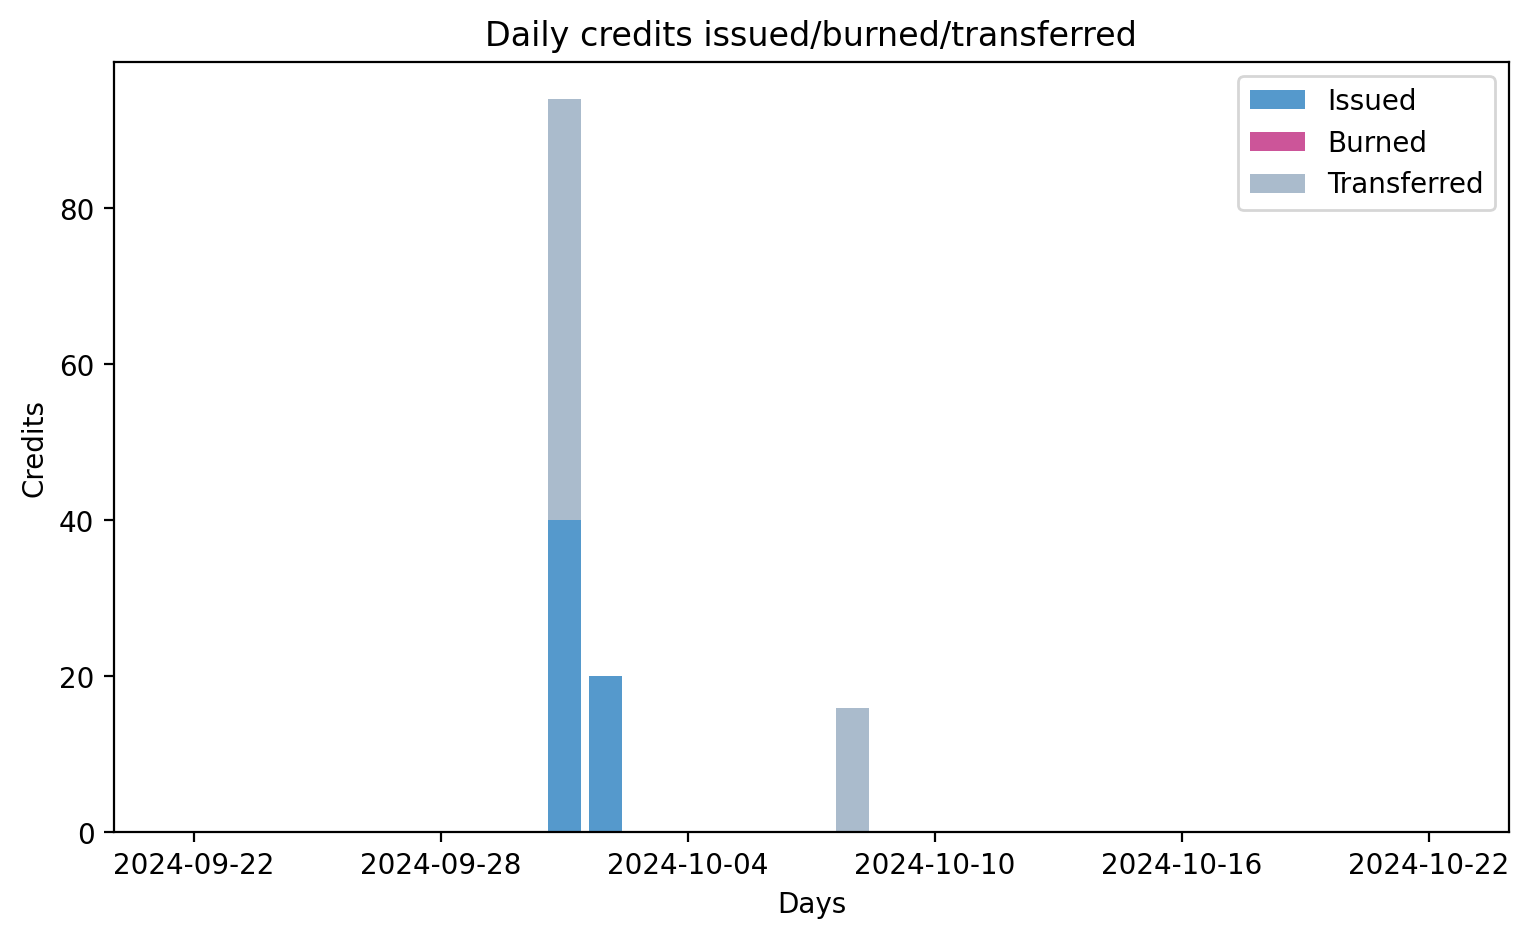 Daily credits issued/burned/transferred
Issued
Burned
Transferred
80
60
40
20
0
Credits
2024-09-22 2024-09-28 2024-10-04 2024-10-10 2024-10-16 2024-10-22
Days